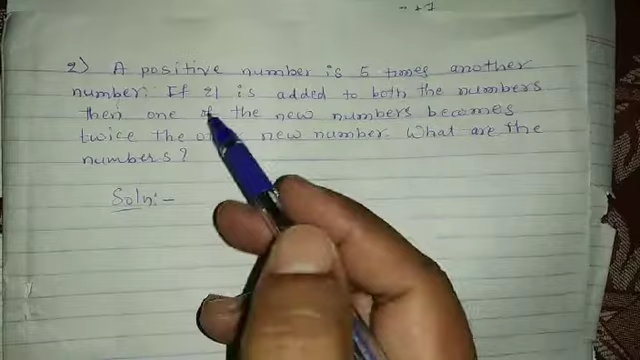 2) A positive number is 5 times another
number. If 21 is added to both the numbers
then one of the new numbers becomes
twice the new number. What are the
numbers?
Soln:-